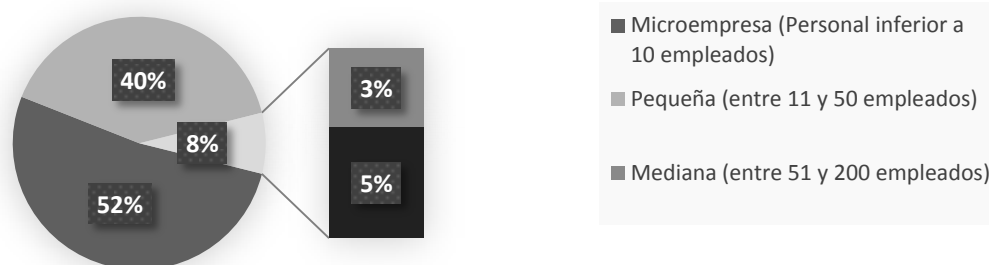 40%
8%
52%
3%
5%
Microempresa (Personal inferior a
10 empleados)
Pequeña (entre 11 y 50 empleados)
Mediana (entre 51 y 200 empleados)